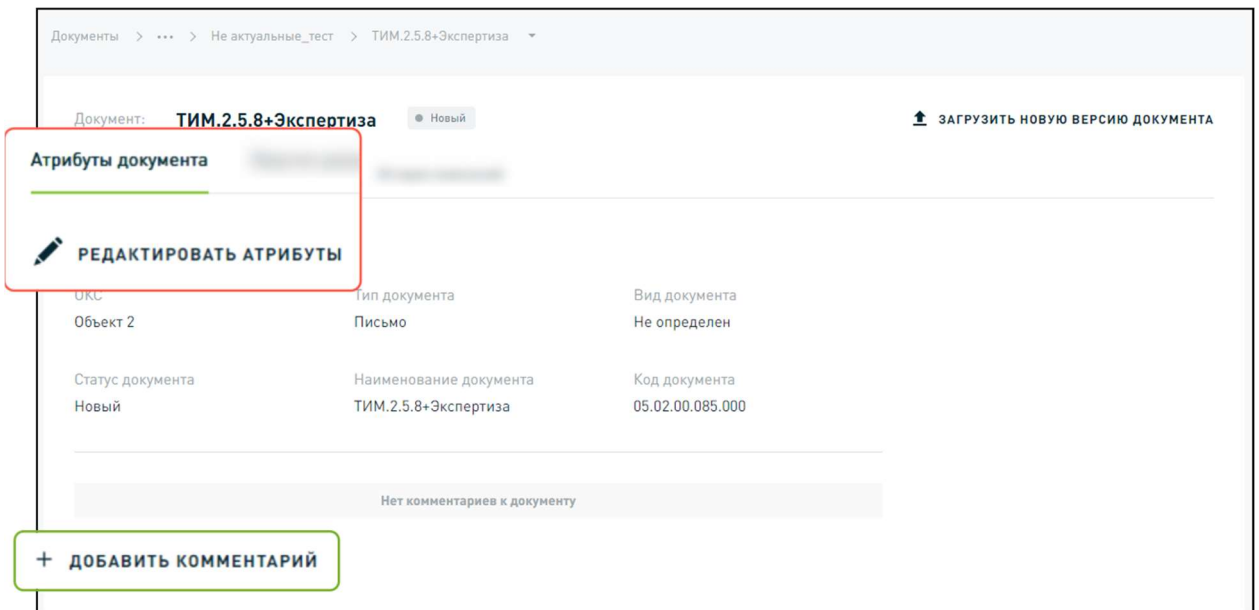 Документы > ••• > Не актуальные_тест > ТИМ.2.5.8+Экспертиза
Документ: ТИМ.2.5.8+Экспертиза Новый ЗАГРУЗИТЬ НОВУЮ ВЕРСИЮ ДОКУМЕНТА
Атрибуты документа
РЕДАКТИРОВАТЬ АТРИБУТЫ
ОКС Тип документа Вид документа
Объект 2 Письмо Не определен
Статус документа Наименование документа Код документа
Новый ТИМ.2.5.8+Экспертиза 05.02.00.085.000
Нет комментариев к документу
+ ДОБАВИТЬ КОММЕНТАРИЙ